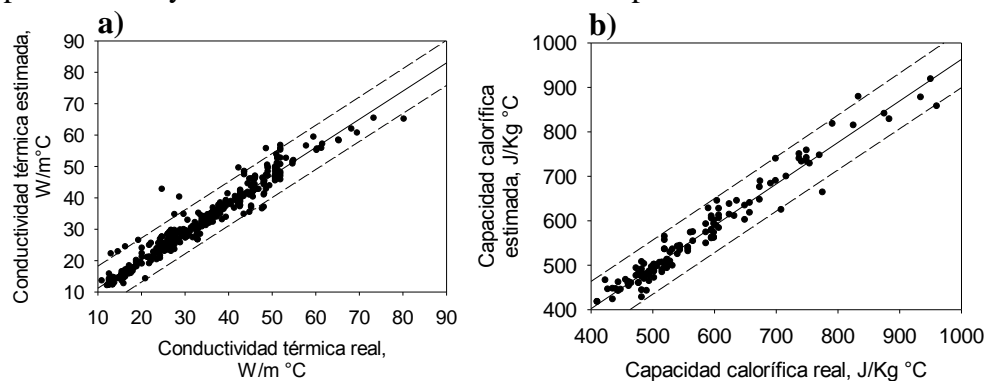 a)
Conductividad térmica estimada,
W/m°C
90
80
70
60
50
40
30
20
10
10 20 30 40 50 60 70 80 90
Conductividad térmica real,
W/m °C
b)
Capacidad calorífica
estimada, J/Kg °C
1000
900
800
700
600
500
400
400 500 600 700 800 900 1000
Capacidad calorífica real, J/Kg °C